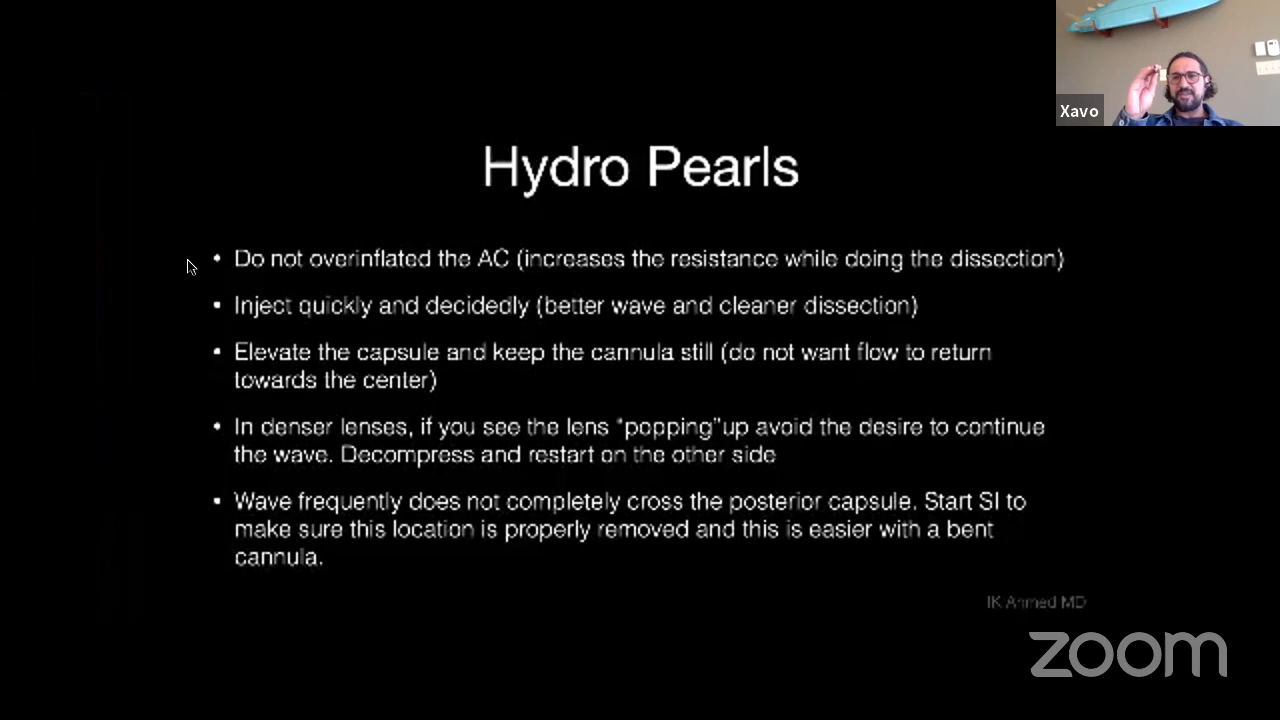 Xavo
Hydro Pearls
• Do not overinflated the AC (increases the resistance while doing the dissection)
• Inject quickly and decidedly (better wave and cleaner dissection)
• Elevate the capsule and keep the cannula still (do not want flow to return
towards the center)
• In denser lenses, if you see the lens "popping"up avoid the desire to continue
the wave. Decompress and restart on the other side
• Wave frequently does not completely cross the posterior capsule. Start SI to
make sure this location is properly removed and this is easier with a bent
cannula.
IK Ahmed MD
zoom